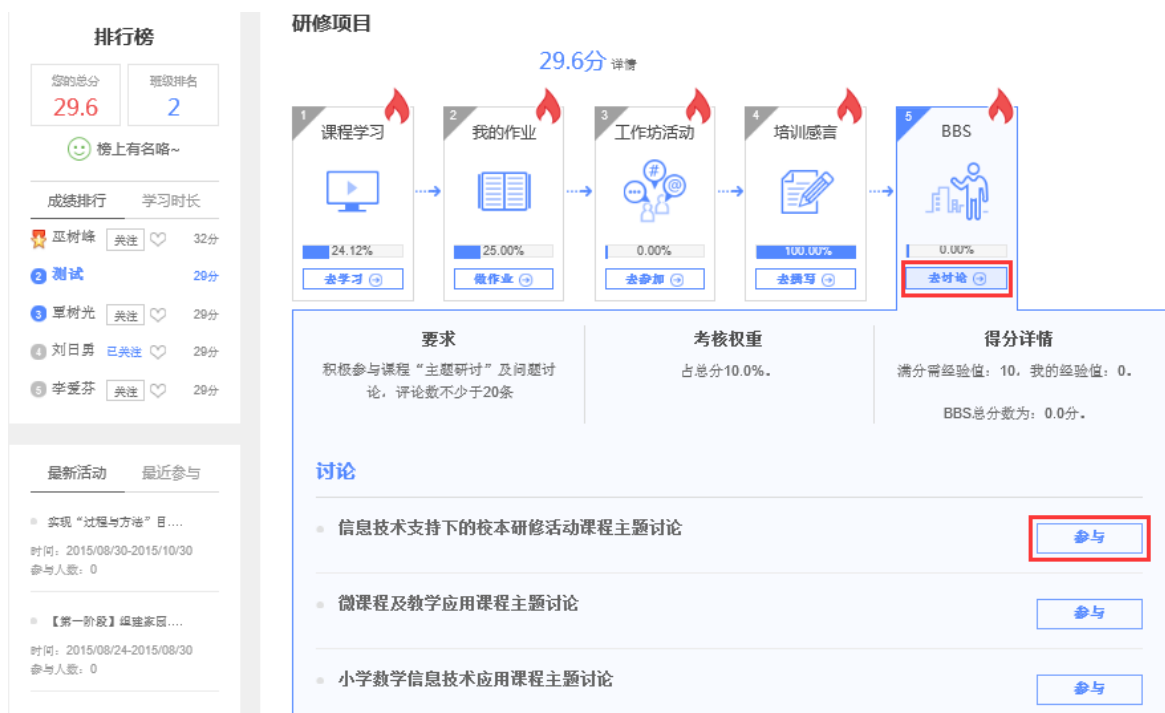 排行榜
您的总分
29.6
班级排名
2
榜上有名咯~
成绩排行 学习时长
巫树峰 关注 32分
2 测试 29分
3 覃树光 关注 29分
4 刘日勇 已关注 29分
5 李爱芬 关注 29分
最新活动 最近参与
实现“过程与方法”目....
时间：2015/08/30-2015/10/30
参与人数：0
【第一阶段】组建家园....
时间：2015/08/24-2015/08/30
参与人数：0
研修项目
29.6分 详情
1
课程学习
24.12%
去学习
2
我的作业
25.00%
做作业
3
工作坊活动
#
@
0.00%
去参加
4
培训感言
100.00%
去撰写
5
BBS
0.00%
去讨论
要求
积极参与课程“主题研讨”及问题讨
论，评论数不少于20条
考核权重
占总分10.0%。
得分详情
满分需经验值：10，我的经验值：0。
BBS总分数为：0.0分。
讨论
信息技术支持下的校本研修活动课程主题讨论
参与
微课程及教学应用课程主题讨论
参与
小学数学信息技术应用课程主题讨论
参与